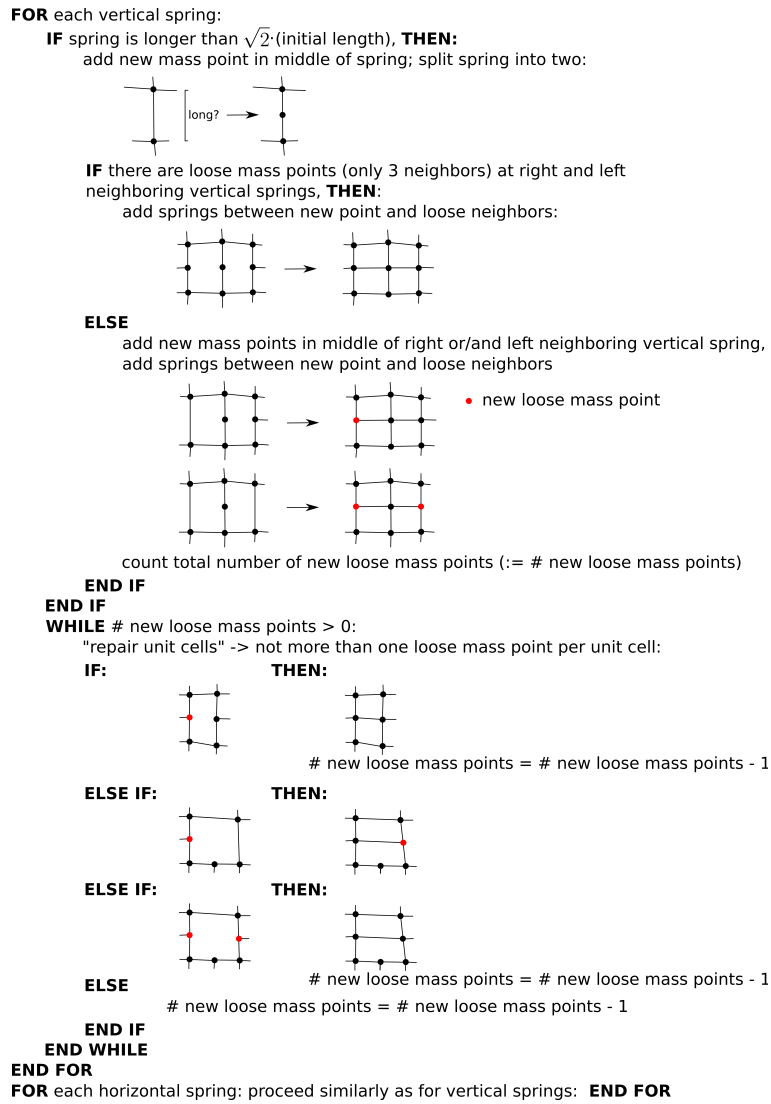 FOR each vertical spring:
IF spring is longer than √2·(initial length), THEN:
add new mass point in middle of spring; split spring into two:
long?
IF there are loose mass points (only 3 neighbors) at right and left
neighboring vertical springs, THEN:
add springs between new point and loose neighbors:
ELSE
add new mass points in middle of right or/and left neighboring vertical spring,
add springs between new point and loose neighbors
new loose mass point
count total number of new loose mass points (:= # new loose mass points)
END IF
END IF
WHILE # new loose mass points > 0:
"repair unit cells" -> not more than one loose mass point per unit cell:
IF: THEN:
# new loose mass points = # new loose mass points - 1
ELSE IF: THEN:
ELSE IF: THEN:
# new loose mass points = # new loose mass points - 1
ELSE
# new loose mass points = # new loose mass points - 1
END IF
END WHILE
END FOR
FOR each horizontal spring: proceed similarly as for vertical springs: END FOR